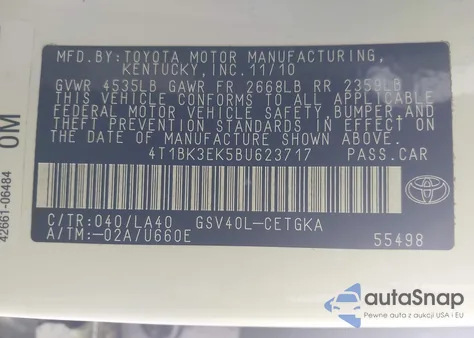 MFD.BY:TOYOTA MOTOR MANUFACTURING,
KENTUCKY, INC. 11/10
GVWR 4535LB GAWR FR 2668LB RR 2359LB
THIS VEHICLE CONFORMS TO ALL APPLICABLE
FEDERAL MOTOR VEHICLE SAFETY,BUMPER,AND
THEFT PREVENTION STANDARDS IN EFFECT ON THE
DATE OF MANUFACTURE SHOWN ABOVE.
4T1BK3EK5BU623717 PASS.CAR
C/TR:040/LA40 GSV40L-CETGKA
A/TM:-02A/U660E 55498
42661-06484 OM
TOYOTA
autoSnap
Pewne auta z aukcji USA i EU